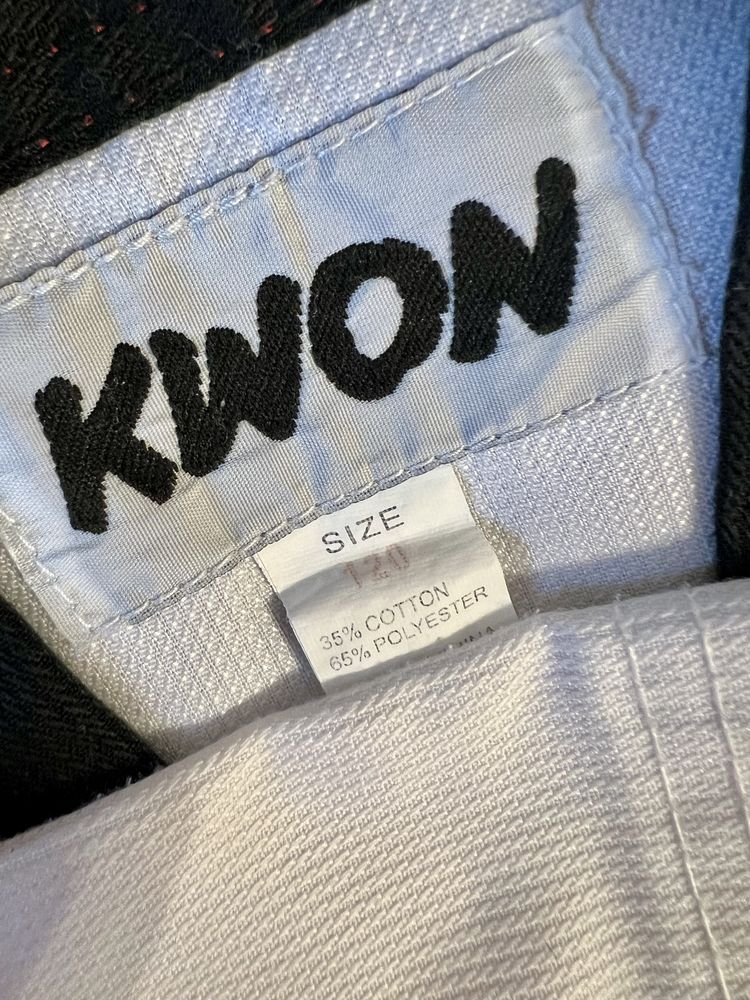 KWON
SIZE
120
35% COTTON
65% POLYESTER